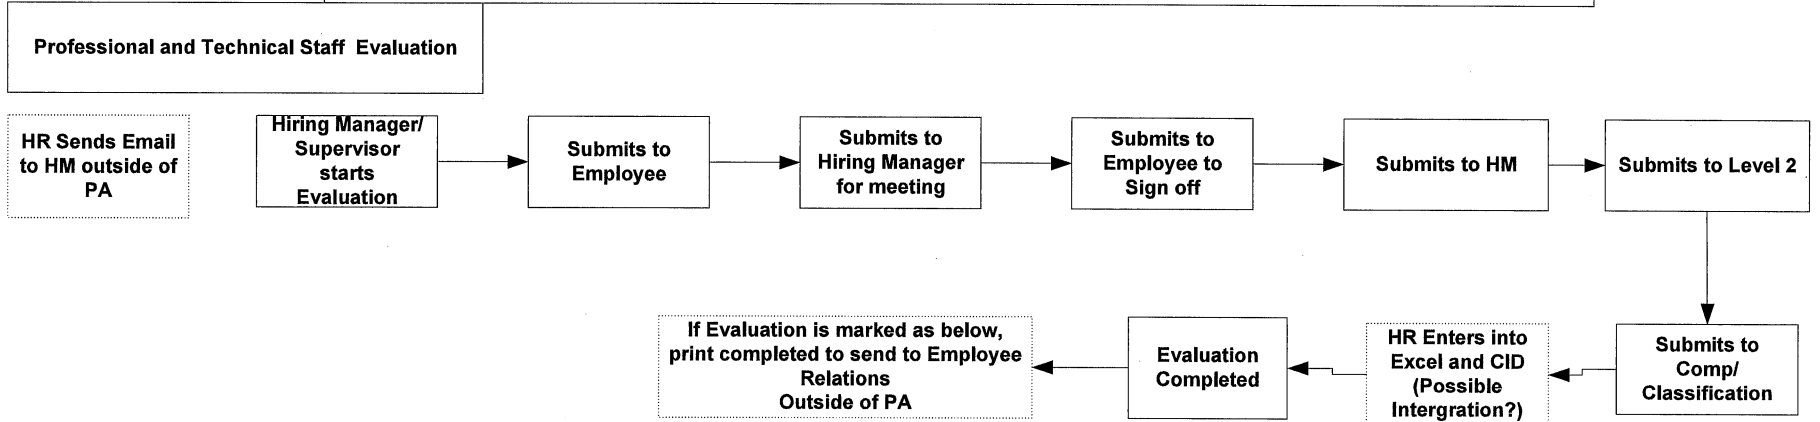 Professional and Technical Staff Evaluation
HR Sends Email
to HM outside of
PA
Hiring Manager/
Supervisor
starts
Evaluation
Submits to
Employee
Submits to
Hiring Manager
for meeting
Submits to
Employee to
Sign off
Submits to HM
Submits to Level 2
If Evaluation is marked as below,
print completed to send to Employee
Relations
Outside of PA
Evaluation
Completed
HR Enters into
Excel and CID
(Possible
Intergration?)
Submits to
Comp/
Classification